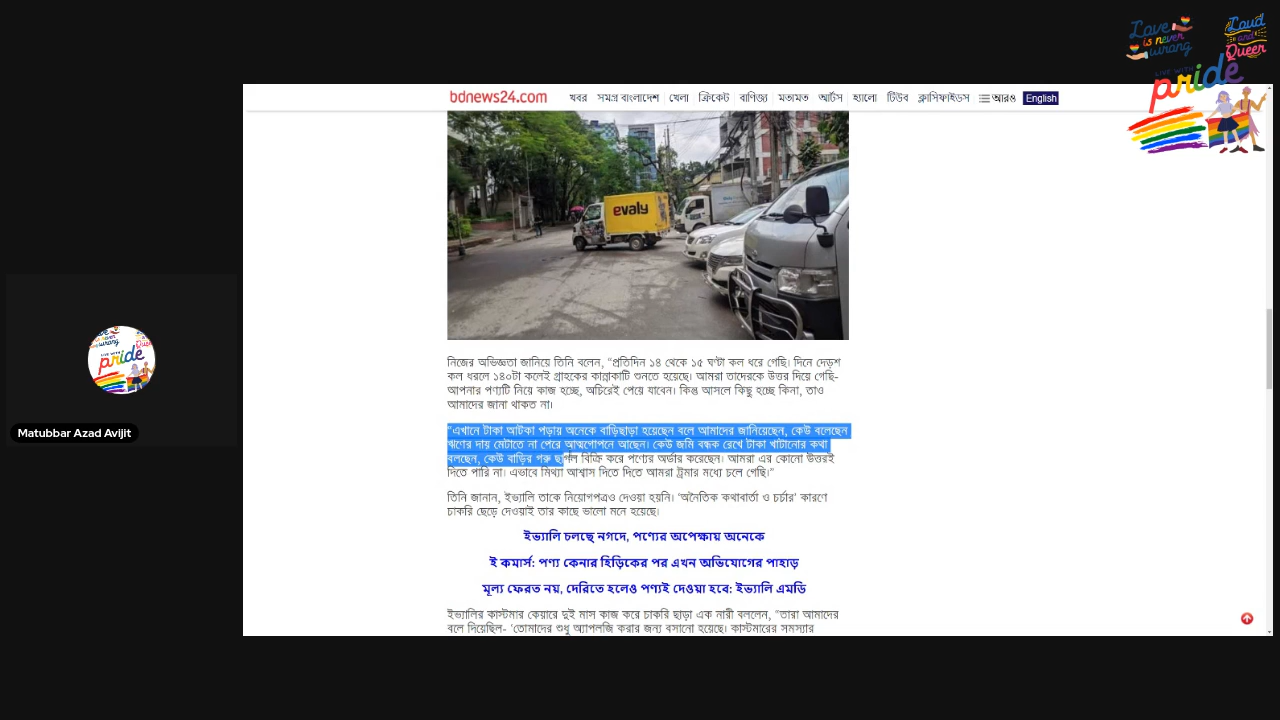 Love
is never
wrong
Loud
and
Queer
LIVE WITH
pride
bdnews24.com
খবর সমগ্র বাংলাদেশ খেলা ক্রিকেট বাণিজ্য মতামত আর্টস হ্যালো টিউব ক্লাসিফাইডস আরও English
evaly
নিজের অভিজ্ঞতা জানিয়ে তিনি বলেন, “প্রতিদিন ১৪ থেকে ১৫ ঘণ্টা কল ধরে গেছি। দিনে দেড়শ
কল ধরলে ১৪০টা কলেই গ্রাহকের কান্নাকাটি শুনতে হয়েছে। আমরা তাদেরকে উত্তর দিয়ে গেছি-
আপনার পণ্যটি নিয়ে কাজ হচ্ছে, অচিরেই পেয়ে যাবেন। কিন্তু আসলে কিছু হচ্ছে কিনা, তাও
আমাদের জানা থাকত না।
“এখানে টাকা আটকা পড়ায় অনেকে বাড়িছাড়া হয়েছেন বলে আমাদের জানিয়েছেন, কেউ বলেছেন
ঋণের দায় মেটাতে না পেরে আত্মগোপনে আছেন। কেউ জমি বন্ধক রেখে টাকা খাটানোর কথা
বলছেন, কেউ বাড়ির গরু ছাগল বিক্রি করে পণ্যের অর্ডার করেছেন। আমরা এর কোনো উত্তরই
দিতে পারি না। এভাবে মিথ্যা আশ্বাস দিতে দিতে আমরা ট্রমার মধ্যে চলে গেছি।”
তিনি জানান, ইভ্যালি তাকে নিয়োগপত্রও দেওয়া হয়নি। ‘অনৈতিক কথাবার্তা ও চর্চার’ কারণে
চাকরি ছেড়ে দেওয়াই তার কাছে ভালো মনে হয়েছে।
ইভ্যালি চলছে নগদে, পণ্যের অপেক্ষায় অনেকে
ই কমার্স: পণ্য কেনার হিড়িকের পর এখন অভিযোগের পাহাড়
মূল্য ফেরত নয়, দেরিতে হলেও পণ্যই দেওয়া হবে: ইভ্যালি এমডি
ইভ্যালির কাস্টমার কেয়ারে দুই মাস কাজ করে চাকরি ছাড়া এক নারী বললেন, “তারা আমাদের
বলে দিয়েছিল- ‘তোমাদের শুধু অ্যাপলজি করার জন্য বসানো হয়েছে। কাস্টমারের সমস্যার
pride
Matubbar Azad Avijit